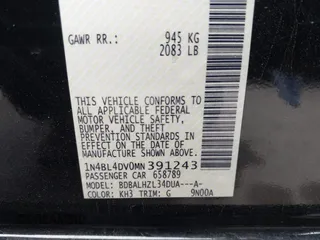 GAWR RR.: 945 KG
2083 LB
THIS VEHICLE CONFORMS TO
ALL APPLICABLE FEDERAL
MOTOR VEHICLE SAFETY,
BUMPER, AND THEFT
PREVENTION STANDARDS
IN EFFECT ON THE DATE OF
MANUFACTURE SHOWN ABOVE.
1N4BL4DV0MN391243
PASSENGER CAR 658789
MODEL: BDBALHZL34DUA---A-
COLOR: KH3 TRIM: G 9N00A